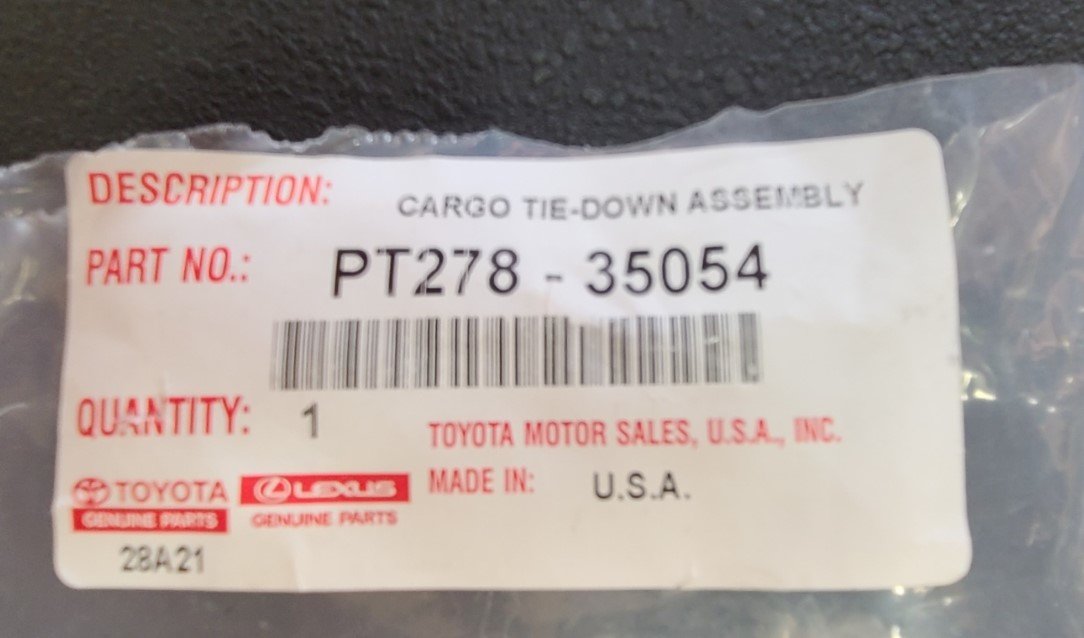 DESCRIPTION: CARGO TIE-DOWN ASSEMBLY
PART NO.: PT278 - 35054
QUANTITY: 1
TOYOTA MOTOR SALES, U.S.A., INC.
MADE IN: U.S.A.
TOYOTA
GENUINE PARTS
LEXUS
GENUINE PARTS
28A21